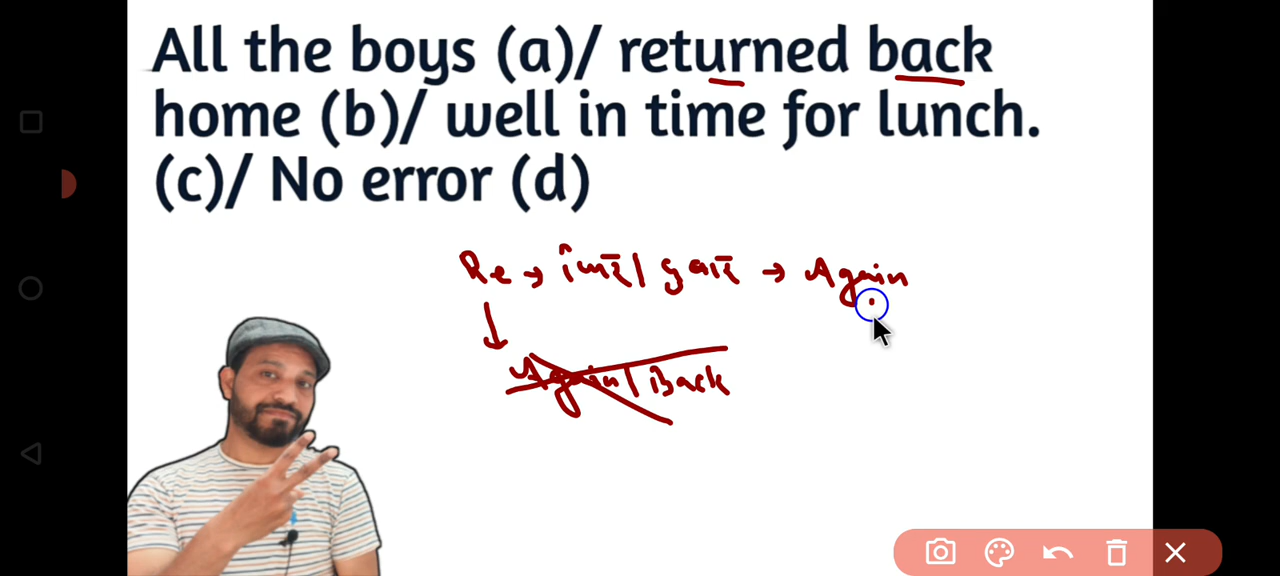 All the boys (a)/ returned back
home (b)/ well in time for lunch.
(c)/ No error (d)
Re → → Again
Again / Back